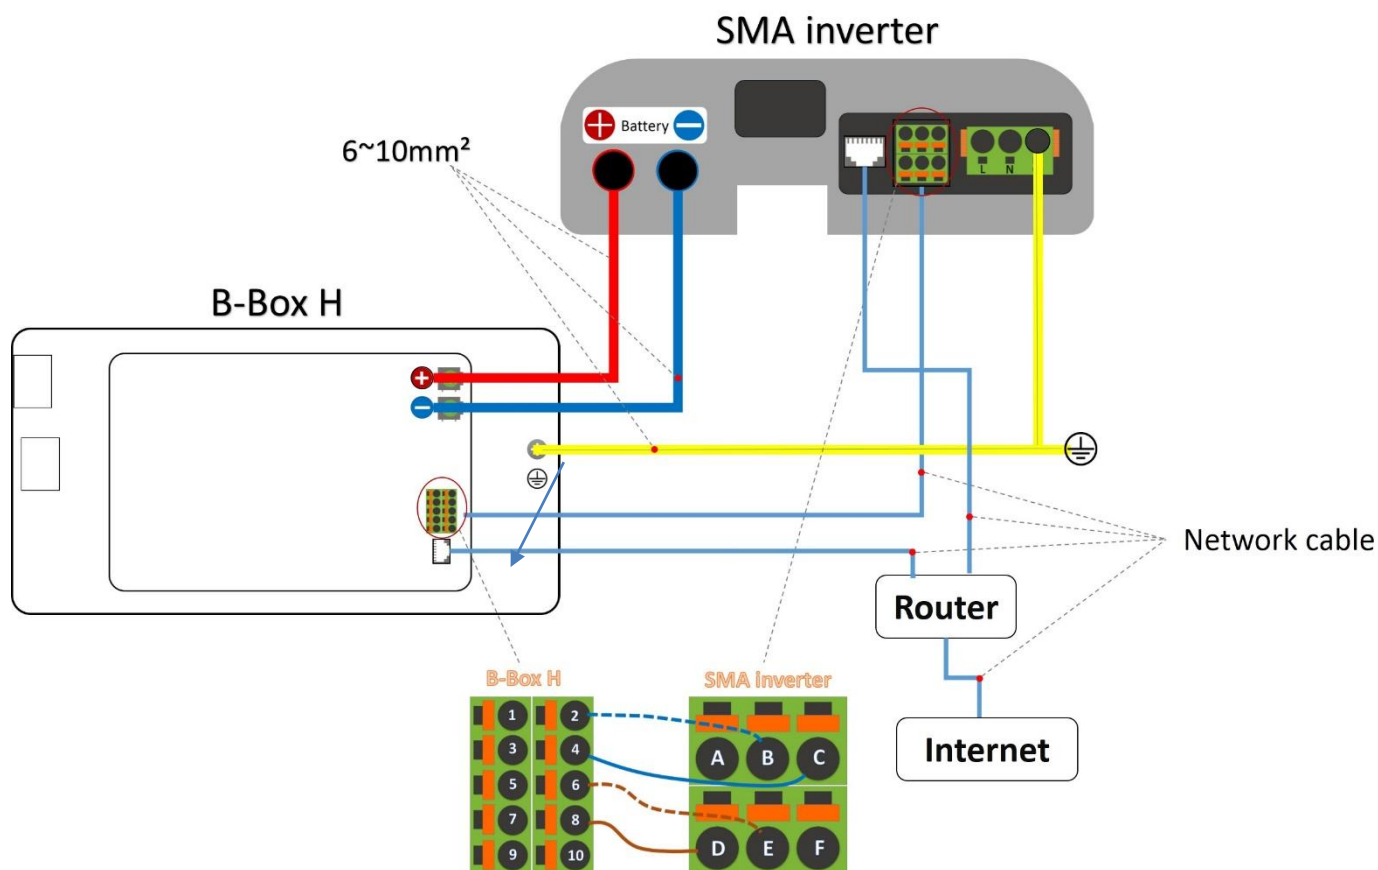 SMA inverter
Battery
6~10mm²
L N
B-Box H
Network cable
Router
Internet
B-Box H
SMA inverter
1 2
3 4
5 6
7 8
9 10
A B C
D E F